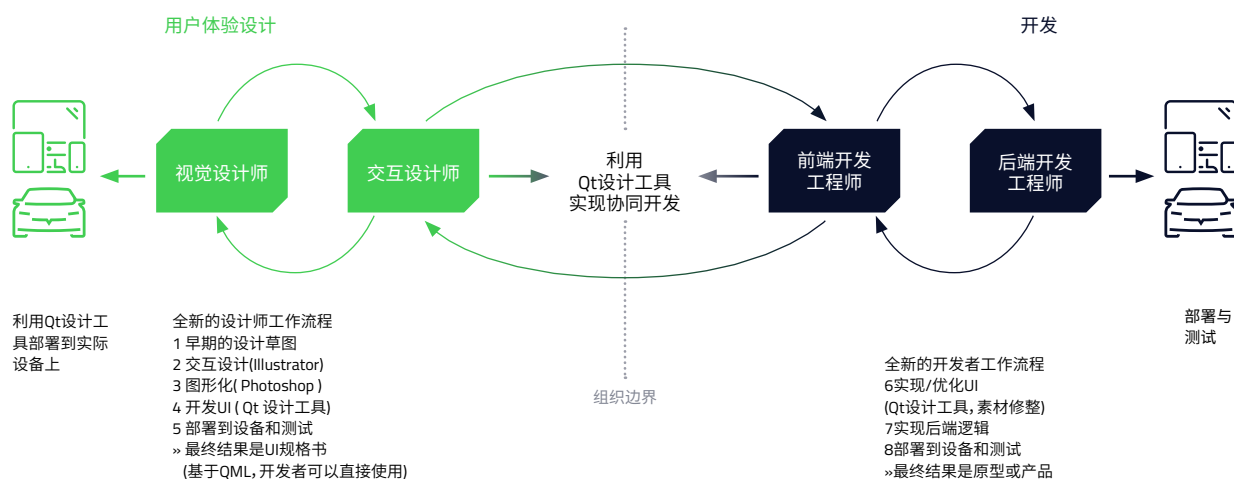 用户体验设计
开发
视觉设计师
交互设计师
利用
Qt设计工具
实现协同开发
前端开发
工程师
后端开发
工程师
利用Qt设计工
具部署到实际
设备上
全新的设计师工作流程
1 早期的设计草图
2 交互设计(Illustrator)
3 图形化( Photoshop )
4 开发UI ( Qt 设计工具)
5 部署到设备和测试
» 最终结果是UI规格书
(基于QML,开发者可以直接使用)
组织边界
全新的开发者工作流程
6实现/优化UI
(Qt设计工具,素材修整)
7实现后端逻辑
8部署到设备和测试
»最终结果是原型或产品
部署与
测试